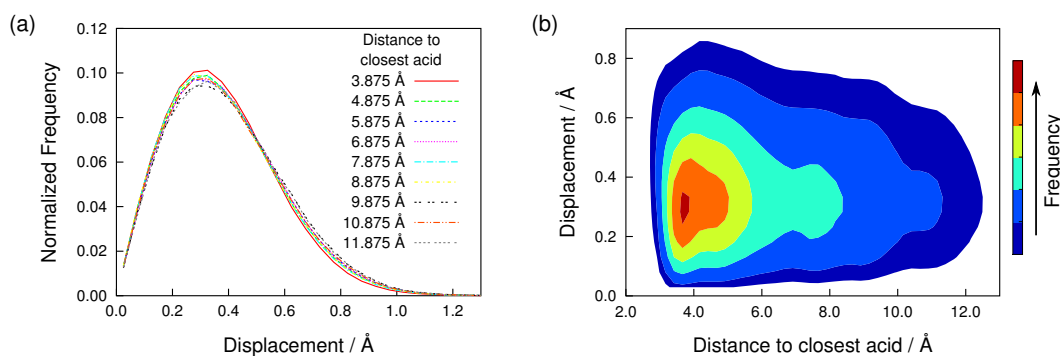 (a)
Normalized Frequency
0.12
0.10
0.08
0.06
0.04
0.02
0.00
0.0 0.2 0.4 0.6 0.8 1.0 1.2
Displacement / Å
Distance to
closest acid
3.875 Å
4.875 Å
5.875 Å
6.875 Å
7.875 Å
8.875 Å
9.875 Å
10.875 Å
11.875 Å
(b)
Displacement / Å
0.8
0.6
0.4
0.2
0.0
2.0 4.0 6.0 8.0 10.0 12.0
Distance to closest acid / Å
Frequency